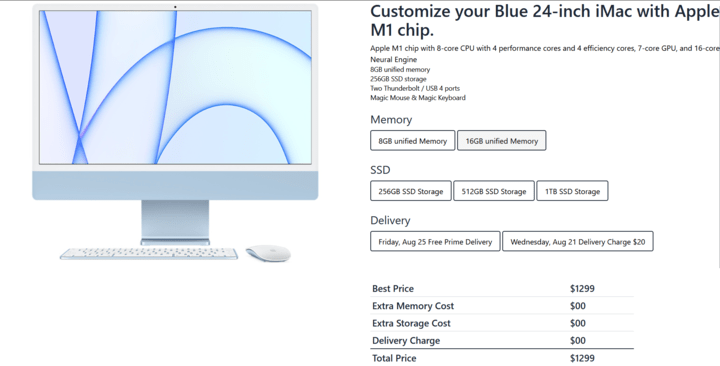 Customize your Blue 24-inch iMac with Apple
M1 chip.
Apple M1 chip with 8-core CPU with 4 performance cores and 4 efficiency cores, 7-core GPU, and 16-core
Neural Engine
8GB unified memory
256GB SSD storage
Two Thunderbolt / USB 4 ports
Magic Mouse & Magic Keyboard
Memory
8GB unified Memory 16GB unified Memory
SSD
256GB SSD Storage 512GB SSD Storage 1TB SSD Storage
Delivery
Friday, Aug 25 Free Prime Delivery Wednesday, Aug 21 Delivery Charge $20
Best Price $1299
Extra Memory Cost $00
Extra Storage Cost $00
Delivery Charge $00
Total Price $1299